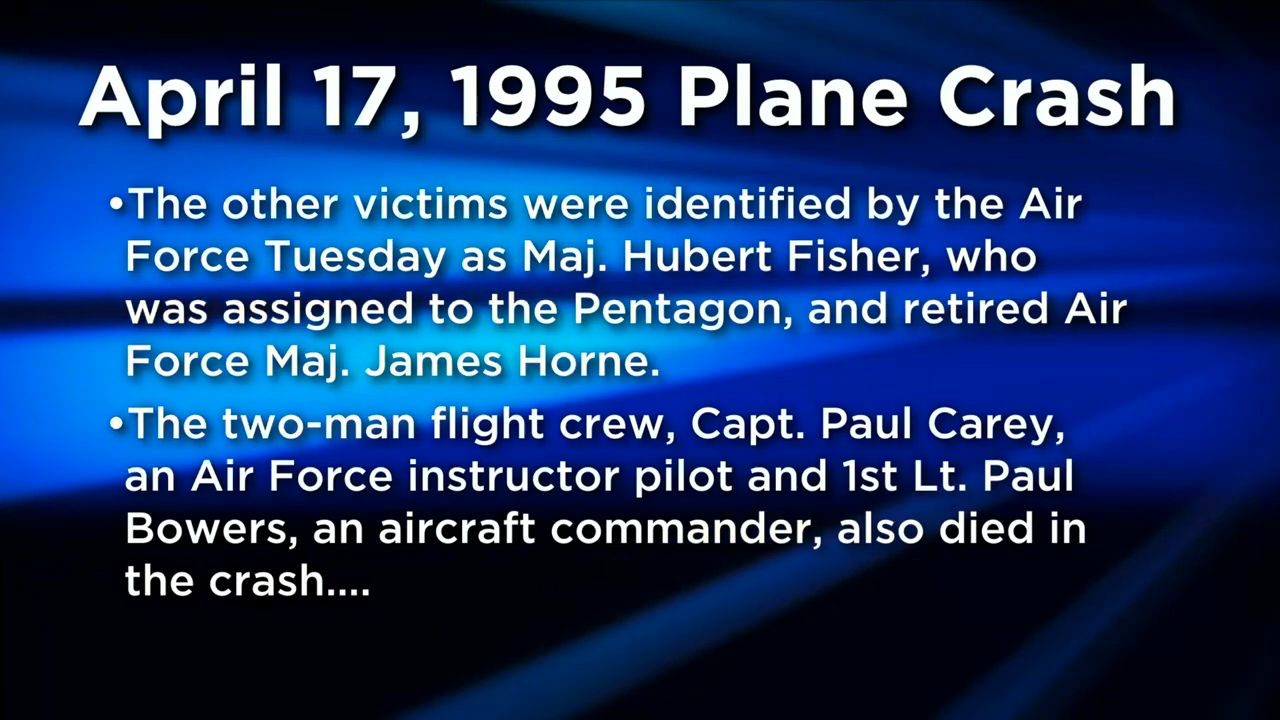 April 17, 1995 Plane Crash
•The other victims were identified by the Air
Force Tuesday as Maj. Hubert Fisher, who
was assigned to the Pentagon, and retired Air
Force Maj. James Horne.
•The two-man flight crew, Capt. Paul Carey,
an Air Force instructor pilot and 1st Lt. Paul
Bowers, an aircraft commander, also died in
the crash....